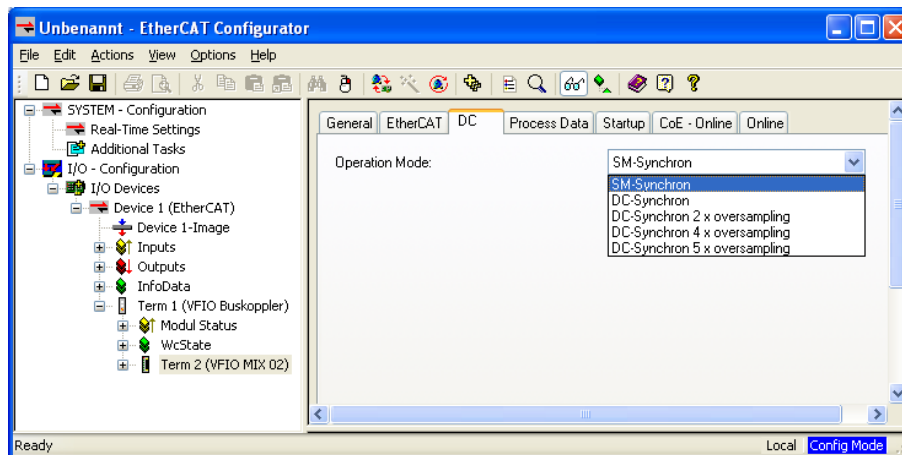 Unbenannt - EtherCAT Configurator
File Edit Actions View Options Help
SYSTEM - Configuration
Real-Time Settings
Additional Tasks
I/O - Configuration
I/O Devices
Device 1 (EtherCAT)
Device 1-Image
Inputs
Outputs
InfoData
Term 1 (VFIO Buskoppler)
Modul Status
WcState
Term 2 (VFIO MIX 02)
General EtherCAT DC Process Data Startup CoE - Online Online
Operation Mode: SM-Synchron
SM-Synchron
DC-Synchron
DC-Synchron 2 x oversampling
DC-Synchron 4 x oversampling
DC-Synchron 5 x oversampling
Ready Local Config Mode